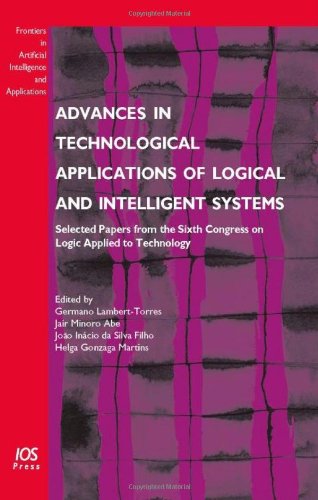 Frontiers in
Artificial
Intelligence and
Applications
ADVANCES IN
TECHNOLOGICAL
APPLICATIONS OF LOGICAL
AND INTELLIGENT SYSTEMS
Selected Papers from the Sixth Congress on
Logic Applied to Technology
Edited by
Germano Lambert-Torres
Jair Minoro Abe
João Inácio da Silva Filho
Helga Gonzaga Martins
IOS
Press